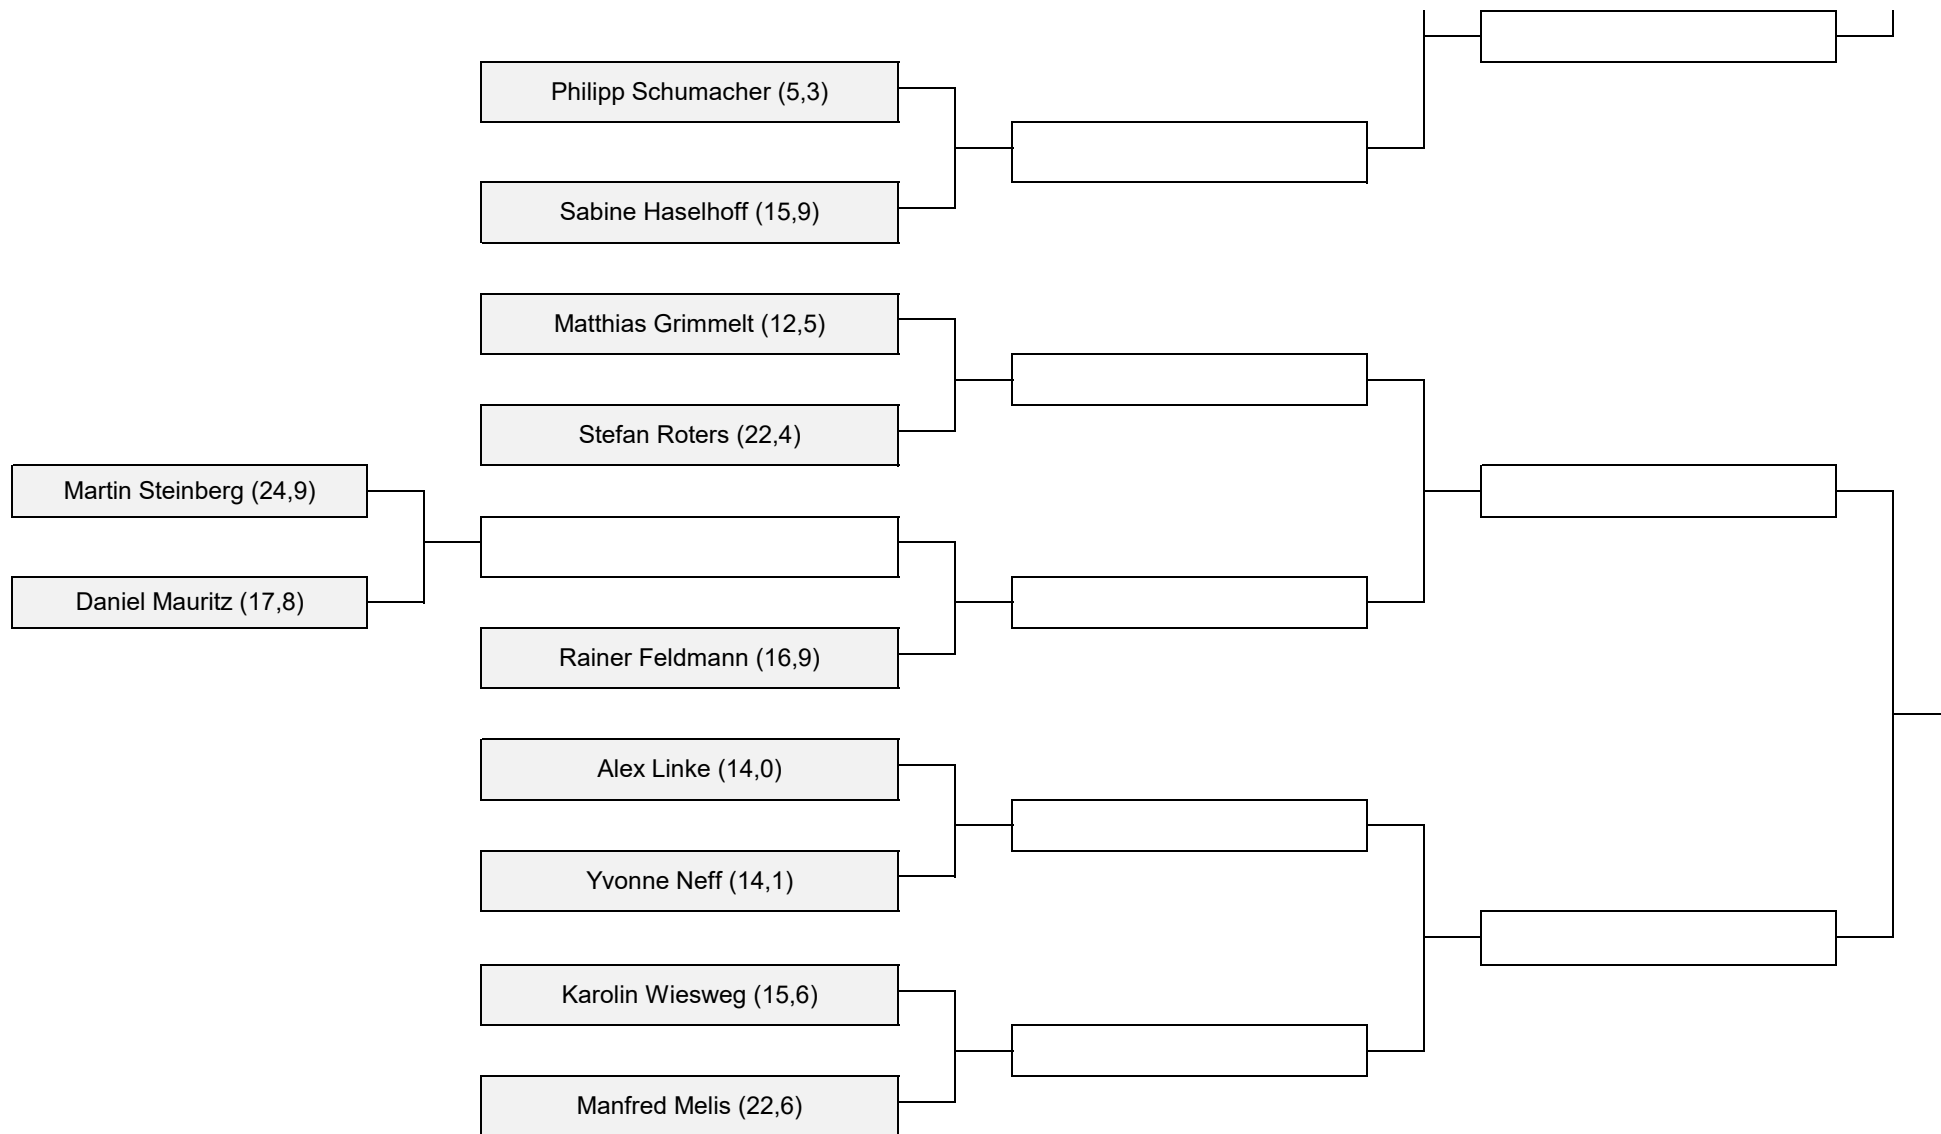 Philipp Schumacher (5,3)
Sabine Haselhoff (15,9)
Matthias Grimmelt (12,5)
Stefan Roters (22,4)
Martin Steinberg (24,9)
Daniel Mauritz (17,8)
Rainer Feldmann (16,9)
Alex Linke (14,0)
Yvonne Neff (14,1)
Karolin Wiesweg (15,6)
Manfred Melis (22,6)